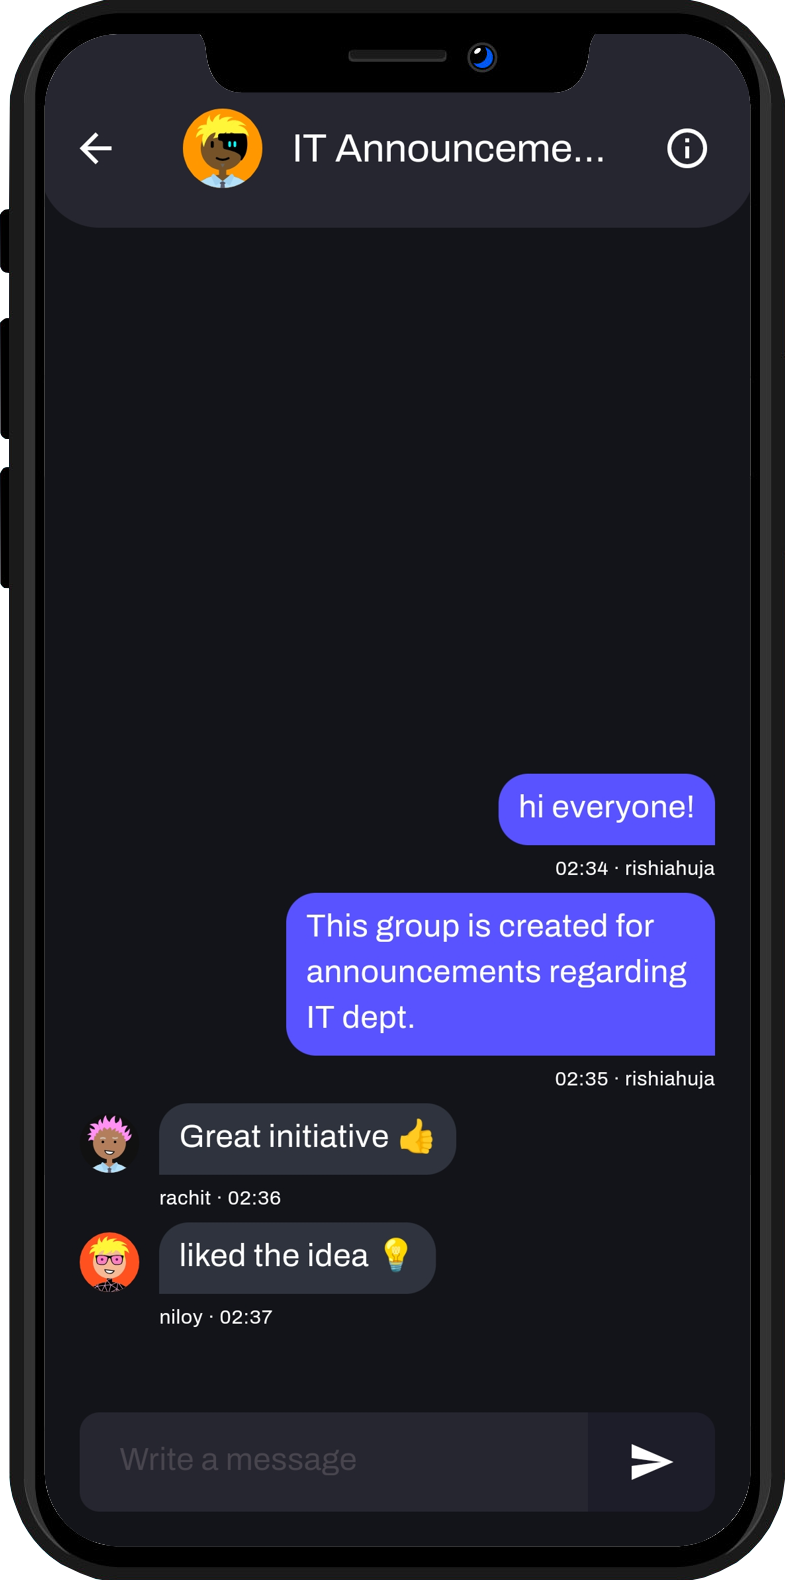 IT Announceme...
hi everyone!
02:34 · rishiahuja
This group is created for
announcements regarding
IT dept.
02:35 · rishiahuja
Great initiative 👍
rachit · 02:36
liked the idea 💡
niloy · 02:37
Write a message